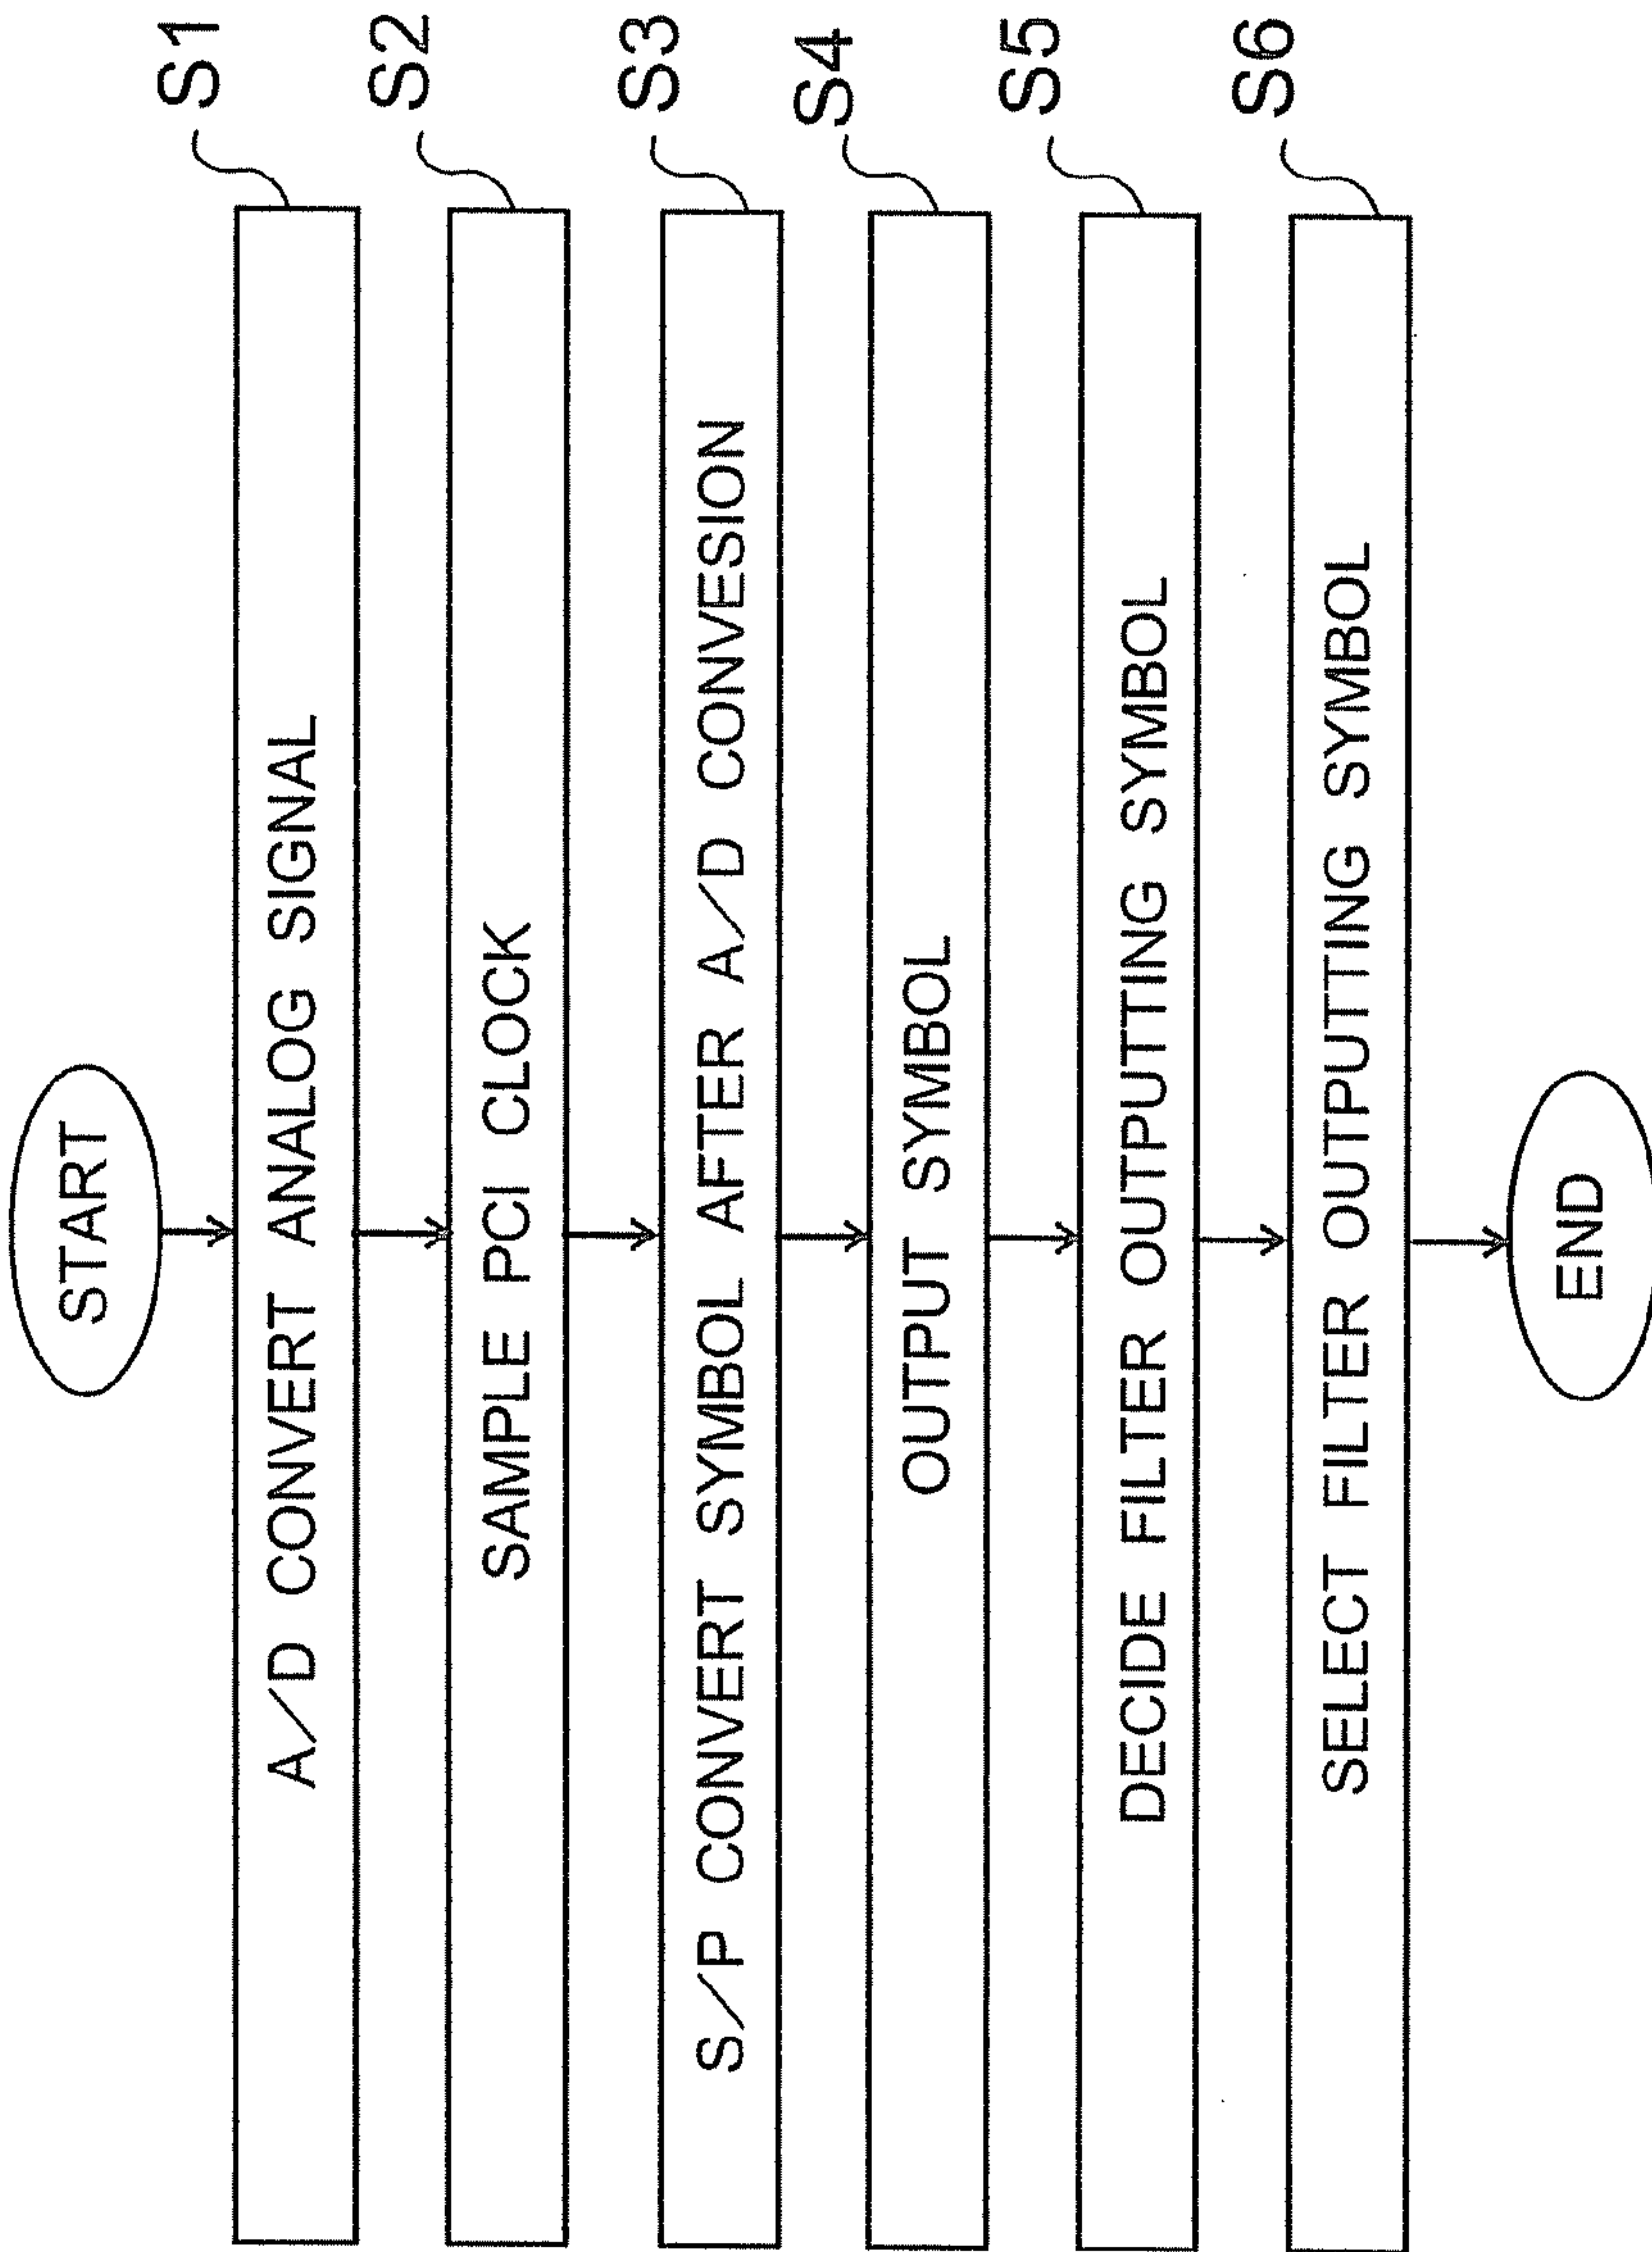 START
A/D CONVERT ANALOG SIGNAL
S1
SAMPLE PCI CLOCK
S2
S/P CONVERT SYMBOL AFTER A/D CONVESION
S3
OUTPUT SYMBOL
S4
DECIDE FILTER OUTPUTTING SYMBOL
S5
SELECT FILTER OUTPUTTING SYMBOL
S6
END